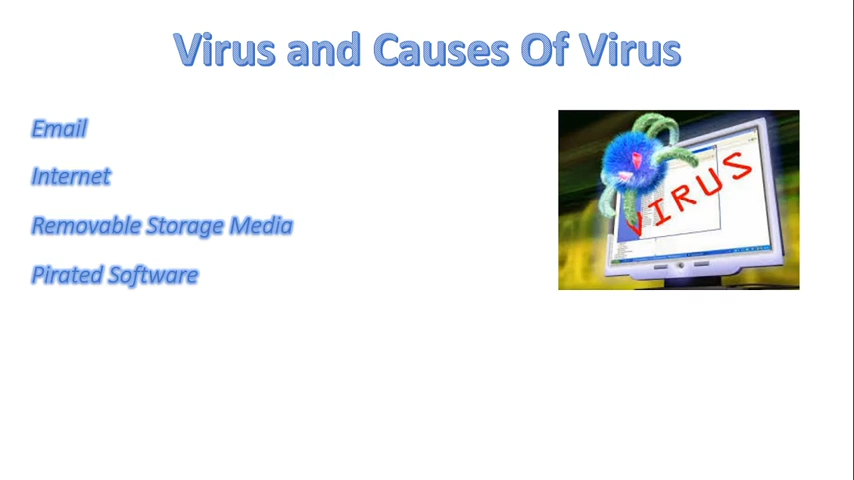 Virus and Causes Of Virus
Email
Internet
Removable Storage Media
Pirated Software
VIRUS